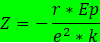 Z = - r * Ep / e² * k